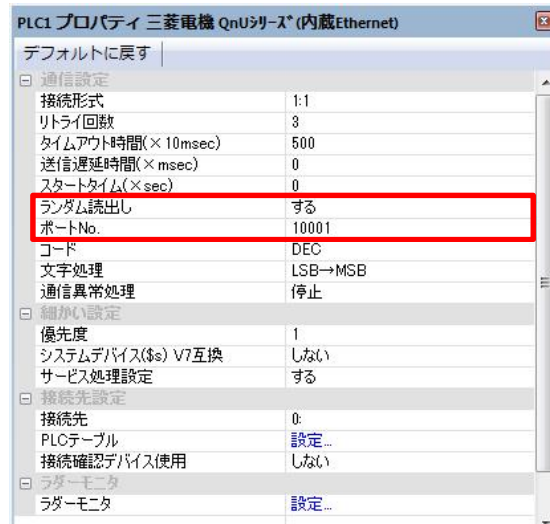 PLC1 プロパティ 三菱電機 QnUシリーズ(内蔵Ethernet)
デフォルトに戻す
通信設定
接続形式 1:1
リトライ回数 3
タイムアウト時間(×10msec) 500
送信遅延時間(×msec) 0
スタートタイム(×sec) 0
ランダム読出し する
ポートNo. 10001
コード DEC
文字処理 LSB→MSB
通信異常処理 停止
細かい設定
優先度 1
システムデバイス($s) V7互換 しない
サービス処理設定 する
接続先設定
接続先 0:
PLCテーブル 設定...
接続確認デバイス使用 しない
ラダーモニタ
ラダーモニタ 設定...